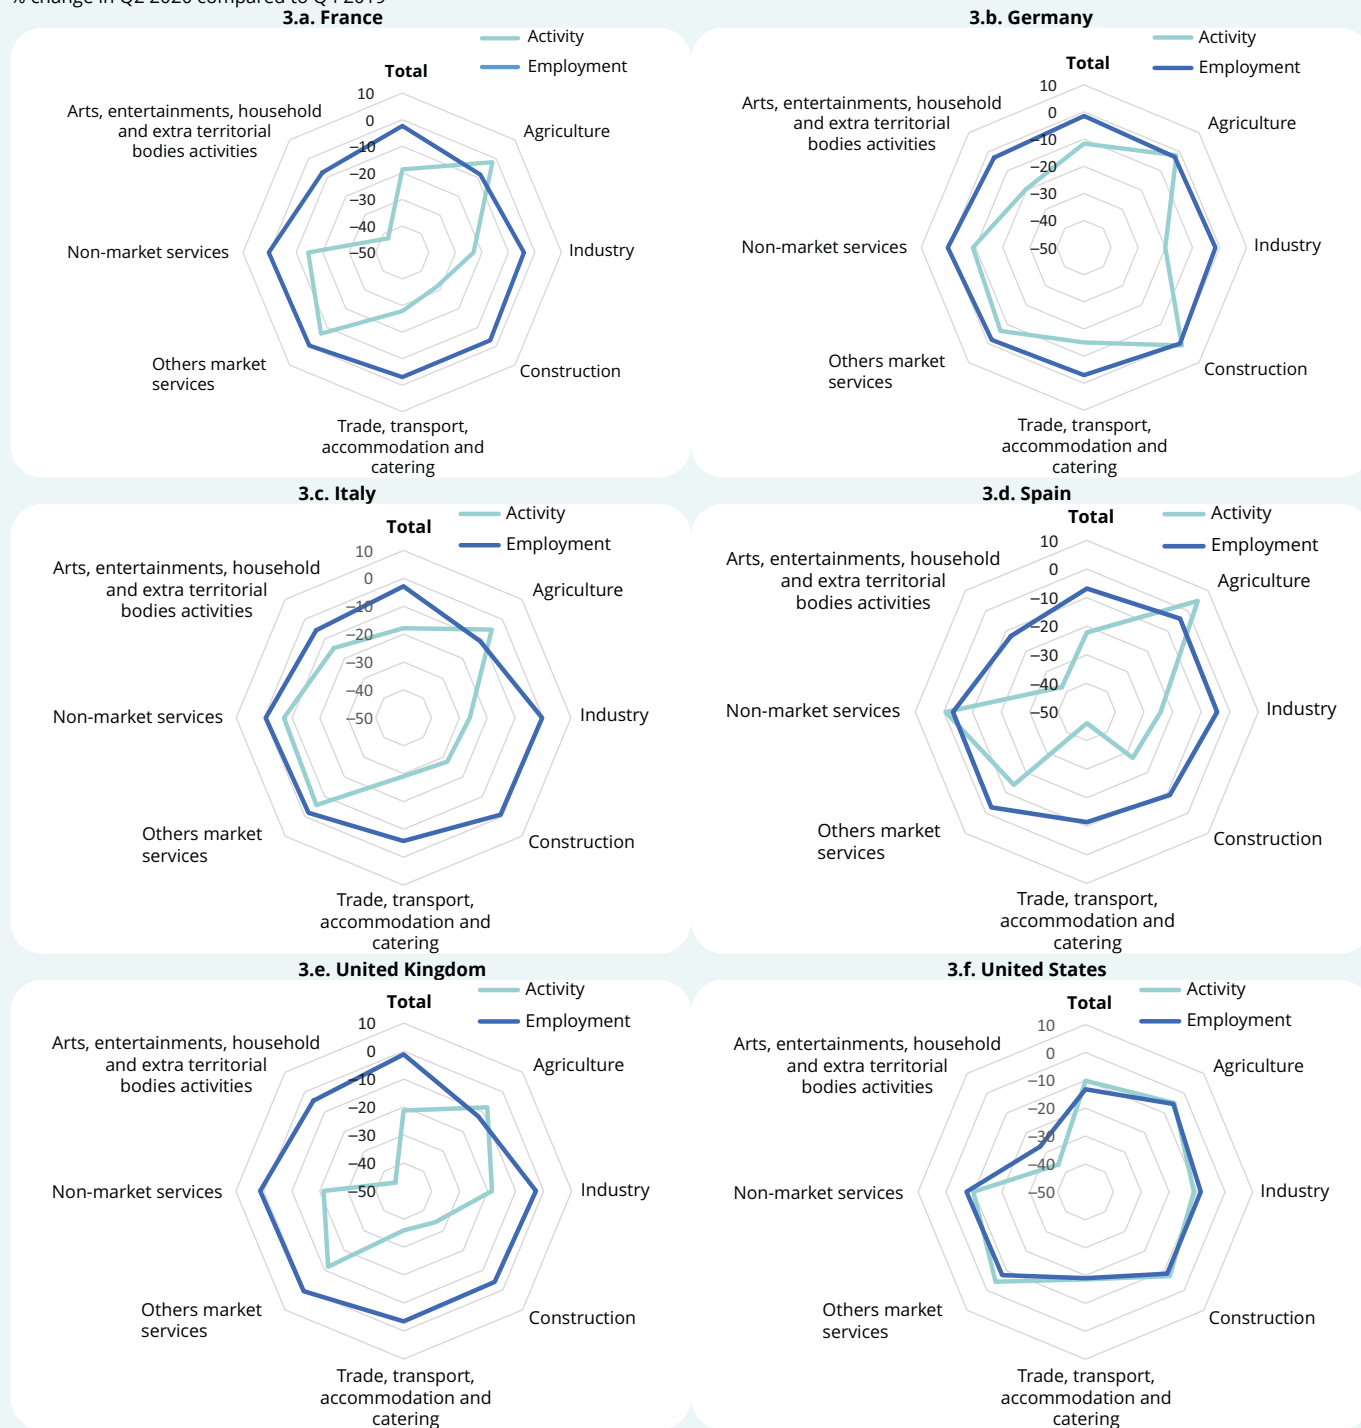 % change in Q2 2020 compared to Q4 2019
3.a. France
Activity
Employment
Total
10
0
−10
−20
−30
−40
−50
Arts, entertainments, household
and extra territorial
bodies activities
Agriculture
Non-market services
Industry
Others market
services
Construction
Trade, transport,
accommodation and
catering
3.b. Germany
Activity
Employment
Total
10
0
−10
−20
−30
−40
−50
Arts, entertainments, household
and extra territorial
bodies activities
Agriculture
Non-market services
Industry
Others market
services
Construction
Trade, transport,
accommodation and
catering
3.c. Italy
Activity
Employment
Total
10
0
−10
−20
−30
−40
−50
Arts, entertainments, household
and extra territorial
bodies activities
Agriculture
Non-market services
Industry
Others market
services
Construction
Trade, transport,
accommodation and
catering
3.d. Spain
Activity
Employment
Total
10
0
−10
−20
−30
−40
−50
Arts, entertainments, household
and extra territorial
bodies activities
Agriculture
Non-market services
Industry
Others market
services
Construction
Trade, transport,
accommodation and
catering
3.e. United Kingdom
Activity
Employment
Total
10
0
−10
−20
−30
−40
−50
Arts, entertainments, household
and extra territorial
bodies activities
Agriculture
Non-market services
Industry
Others market
services
Construction
Trade, transport,
accommodation and
catering
3.f. United States
Activity
Employment
Total
10
0
−10
−20
−30
−40
−50
Arts, entertainments, household
and extra territorial
bodies activities
Agriculture
Non-market services
Industry
Others market
services
Construction
Trade, transport,
accommodation and
catering